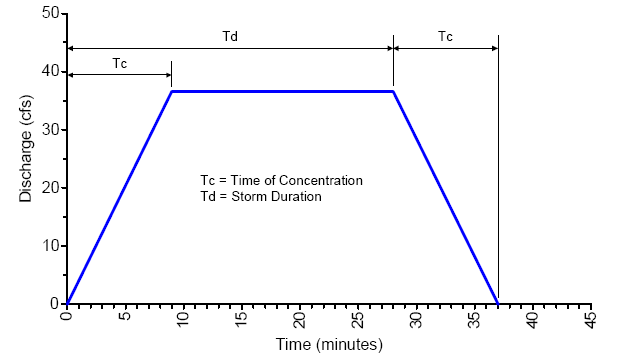 50
Td
Tc
Tc
40
30
20
10
0
Discharge (cfs)
Tc = Time of Concentration
Td = Storm Duration
0 5 10 15 20 25 30 35 40 45
Time (minutes)